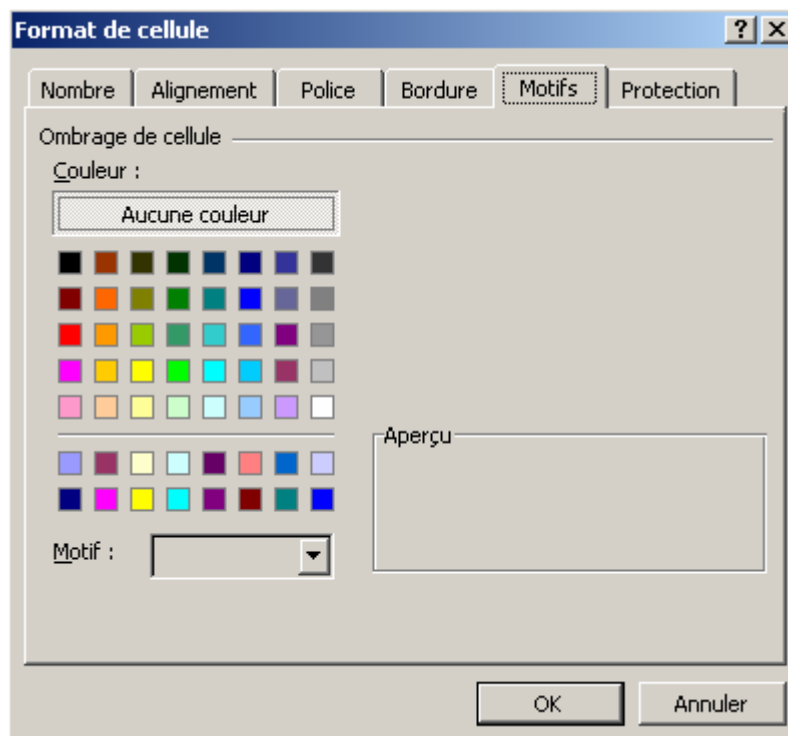 Format de cellule
Nombre Alignement Police Bordure Motifs Protection
Ombrage de cellule
Couleur :
Aucune couleur
Aperçu
Motif :
OK Annuler